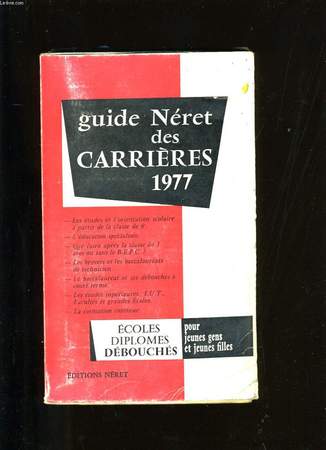 guide Néret
des
CARRIÈRES
1977
— Les études et l'orientation scolaire
à partir de la classe de 6e
— L'éducation spécialisée.
— Que faire après la classe de 3e
avec ou sans le B.E.P.C. ?
— Les brevets et les baccalauréats
de technicien.
— Le baccalauréat et ses débouchés à
court terme.
— Les études supérieures : I.U.T.,
Facultés et grandes Écoles.
— La formation continue.
ÉCOLES
DIPLOMES
DÉBOUCHÉS
pour
jeunes gens
et jeunes filles
ÉDITIONS NÉRET